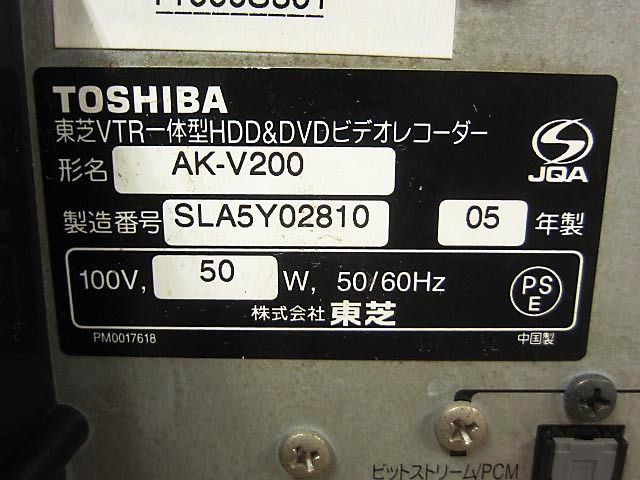 TOSHIBA
東芝VTR一体型HDD&DVDビデオレコーダー
形名 AK-V200
JQA
製造番号 SLA5Y02810 05 年製
100V, 50 W, 50/60Hz
PS
E
株式会社 東芝
PM0017618
中国製
ビットストリーム/PCM